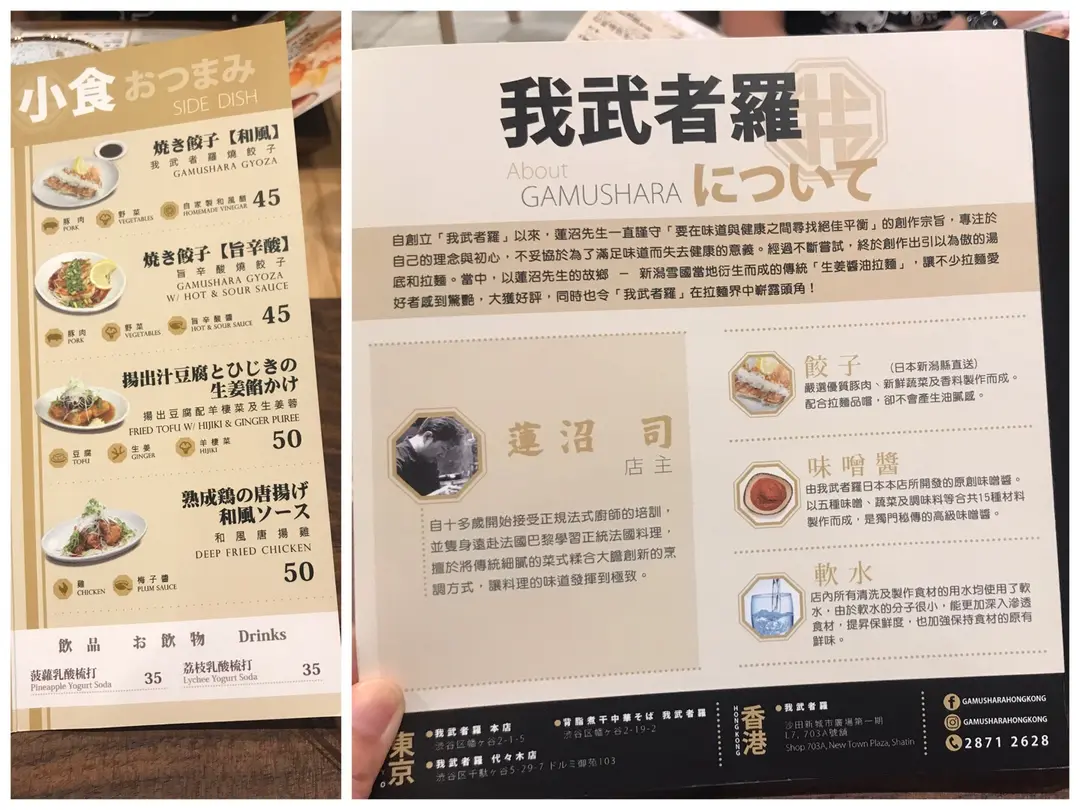 小食 おつまみ
SIDE DISH
焼き餃子【和風】
我武者羅燒餃子
GAMUSHARA GYOZA
45
豚肉 PORK
野菜 VEGETABLES
自家製和風醋 HOMEMADE VINEGAR
焼き餃子【旨辛酸】
旨辛酸燒餃子
GAMUSHARA GYOZA
W/ HOT & SOUR SAUCE
45
豚肉 PORK
野菜 VEGETABLES
旨辛酸醬 HOT & SOUR SAUCE
揚出汁豆腐とひじきの
生姜餡かけ
揚出豆腐配羊棲菜及生姜蓉
FRIED TOFU W/ HIJIKI & GINGER PUREE
50
豆腐 TOFU
生姜 GINGER
羊棲菜 HIJIKI
熟成鶏の唐揚げ
和風ソース
和風唐揚雞
DEEP FRIED CHICKEN
50
雞 CHICKEN
梅子醬 PLUM SAUCE
飲品 お飲物 Drinks
菠蘿乳酸梳打 35
Pineapple Yogurt Soda
荔枝乳酸梳打 35
Lychee Yogurt Soda
我武者羅
About
GAMUSHARA について
自創立「我武者羅」以來，蓮沼先生一直謹守「要在味道與健康之間尋找絕佳平衡」的創作宗旨，專注於
自己的理念與初心，不妥協於為了滿足味道而失去健康的意義。經過不斷嘗試，終於創作出引以為傲的湯
底和拉麵。當中，以蓮沼先生的故鄉 － 新潟雪國當地衍生而成的傳統「生姜醬油拉麵」，讓不少拉麵愛
好者感到驚艷，大獲好評，同時也令「我武者羅」在拉麵界中嶄露頭角！
蓮沼 司
店主
自十多歲開始接受正規法式廚師的培訓，
並隻身遠赴法國巴黎學習正統法國料理，
擅於將傳統細膩的菜式糅合大膽創新的烹
調方式，讓料理的味道發揮到極致。
餃子 （日本新潟縣直送）
嚴選優質豚肉、新鮮蔬菜及香料製作而成。
配合拉麵品嚐，卻不會產生油膩感。
味噌醬
由我武者羅日本本店所開發的原創味噌醬。
以五種味噌、蔬菜及調味料等合共15種材料
製作而成，是獨門秘傳的高級味噌醬。
軟水
店內所有清洗及製作食材的用水均使用了軟
水，由於軟水的分子很小，能更加深入滲透
食材，提昇保鮮度，也加強保持食材的原有
鮮味。
東京
我武者羅 本店
渋谷区幡ヶ谷2-1-5
我武者羅 代々木店
渋谷区千駄ヶ谷5-29-7 ドルミ御苑103
背脂煮干中華そば 我武者羅
渋谷区幡ヶ谷2-19-2
HONGKONG
香港
我武者羅
沙田新城市廣場第一期
L7, 703A號舖
Shop 703A, New Town Plaza, Shatin
GAMUSHARAHONGKONG
GAMUSHARAHONGKONG
2871 2628